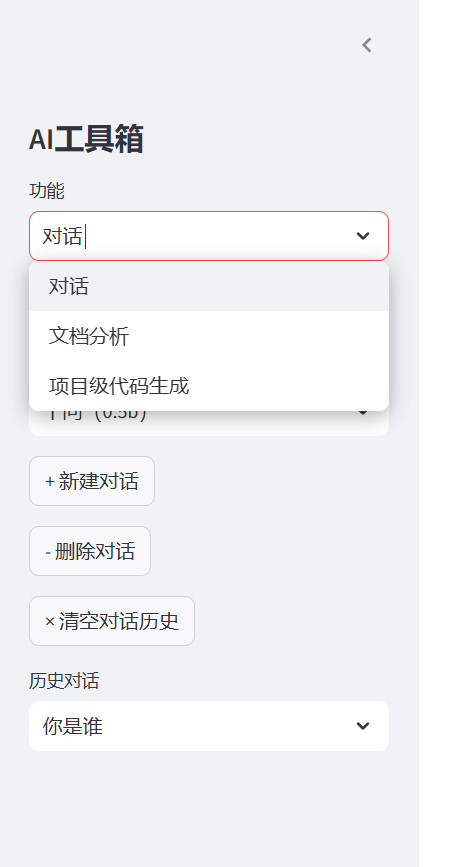 AI工具箱
功能
对话
对话
文档分析
项目级代码生成
(0.5b)
+ 新建对话
- 删除对话
× 清空对话历史
历史对话
你是谁